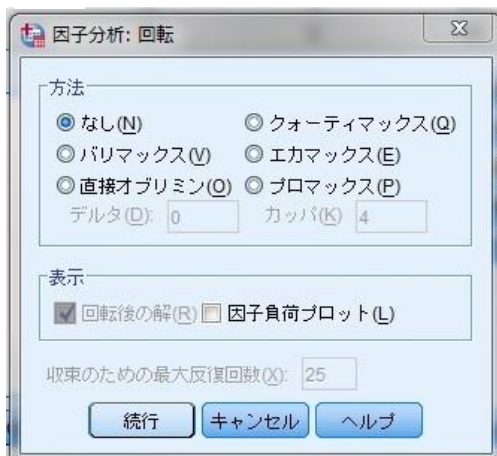 因子分析: 回転
方法
なし(N) クォーティマックス(Q)
バリマックス(V) エカマックス(E)
直接オブリミン(O) プロマックス(P)
デルタ(D): 0 カッパ(K) 4
表示
回転後の解(R) 因子負荷プロット(L)
収束のための最大反復回数(X): 25
続行 キャンセル ヘルプ